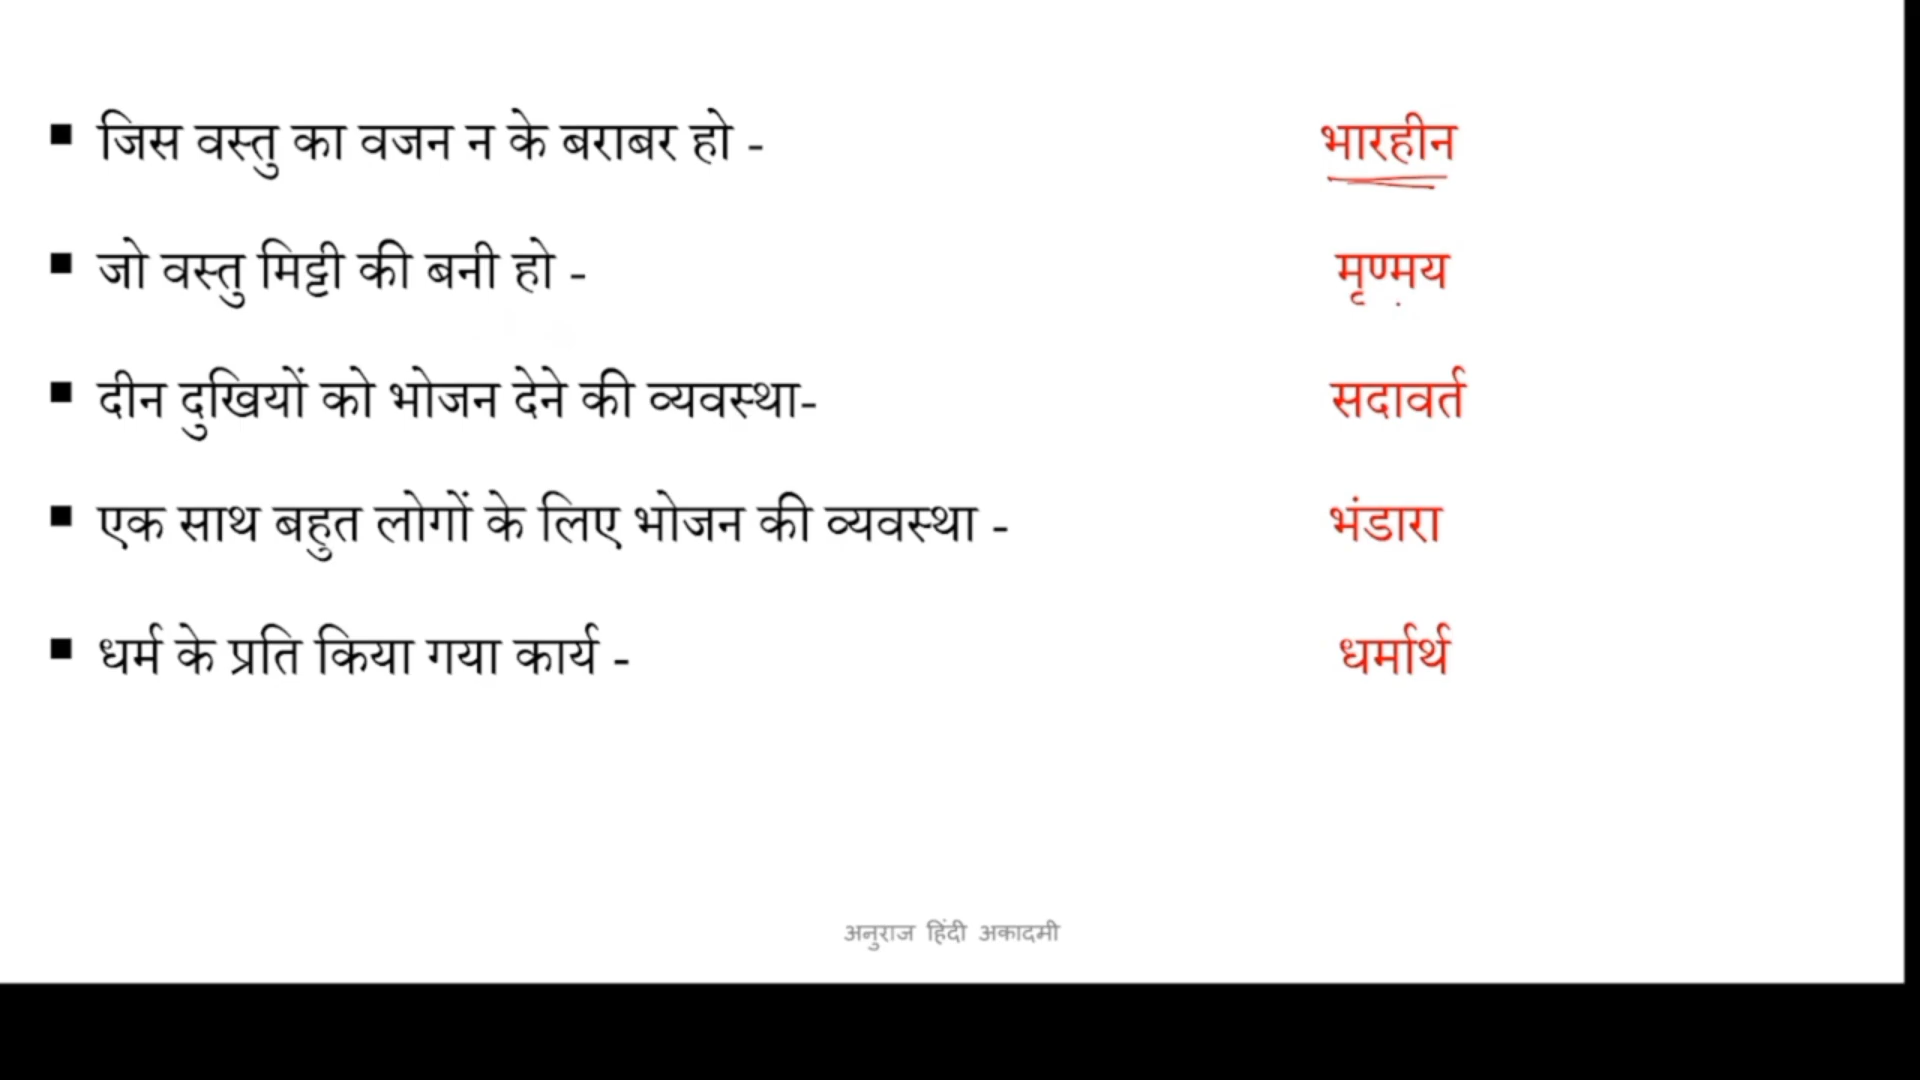 ▪ जिस वस्तु का वजन न के बराबर हो - भारहीन
▪ जो वस्तु मिट्टी की बनी हो - मृण्मय
▪ दीन दुखियों को भोजन देने की व्यवस्था- सदावर्त
▪ एक साथ बहुत लोगों के लिए भोजन की व्यवस्था - भंडारा
▪ धर्म के प्रति किया गया कार्य - धर्मार्थ
अनुराज हिंदी अकादमी